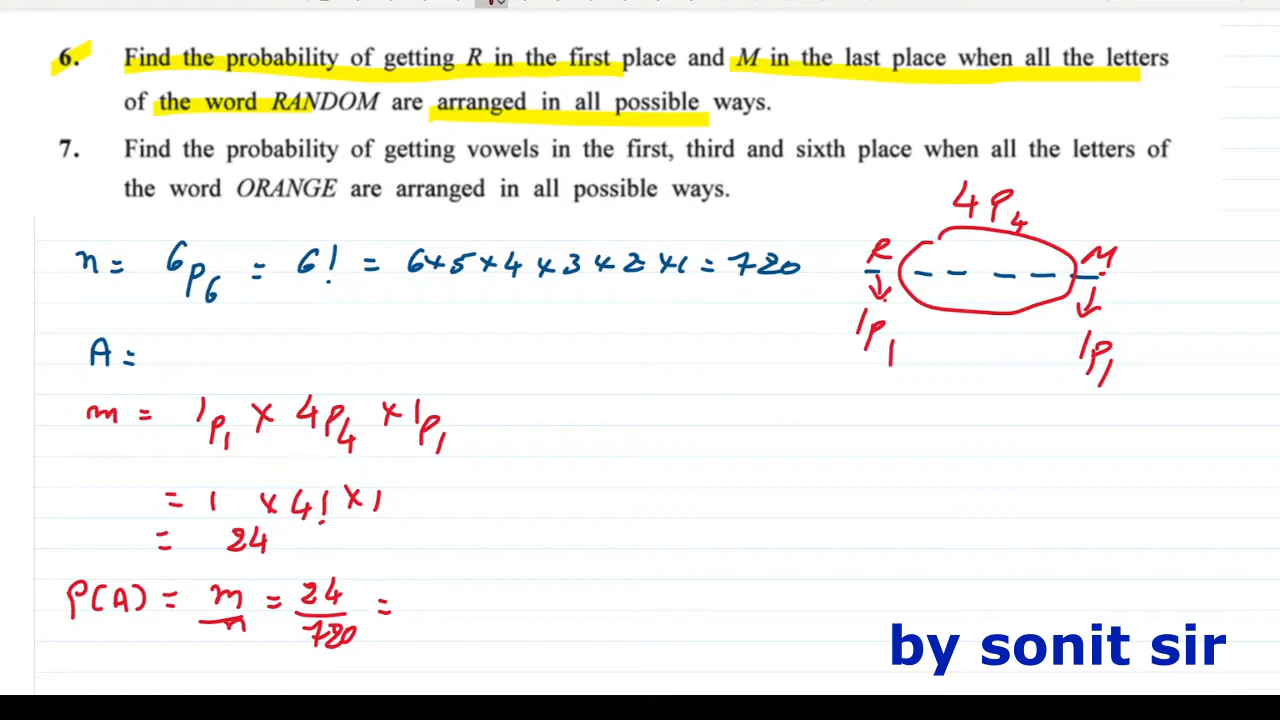 6. Find the probability of getting R in the first place and M in the last place when all the letters
of the word RANDOM are arranged in all possible ways.
7. Find the probability of getting vowels in the first, third and sixth place when all the letters of
the word ORANGE are arranged in all possible ways.
4P4
n = 6P6 = 6! = 6×5×4×3×2×1 = 720
R M
1P1 1P1
A =
m = 1P1 × 4P4 × 1P1
= 1 × 4! × 1
= 24
P(A) = m/n = 24/720 =
by sonit sir